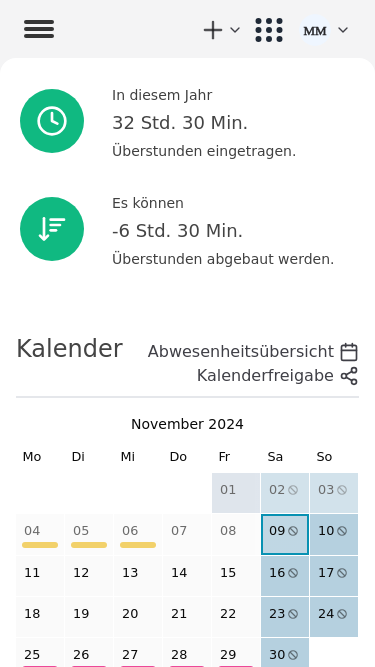 MM
In diesem Jahr
32 Std. 30 Min.
Überstunden eingetragen.
Es können
-6 Std. 30 Min.
Überstunden abgebaut werden.
Kalender
Abwesenheitsübersicht
Kalenderfreigabe
November 2024
Mo Di Mi Do Fr Sa So
01 02 03
04 05 06 07 08 09 10
11 12 13 14 15 16 17
18 19 20 21 22 23 24
25 26 27 28 29 30